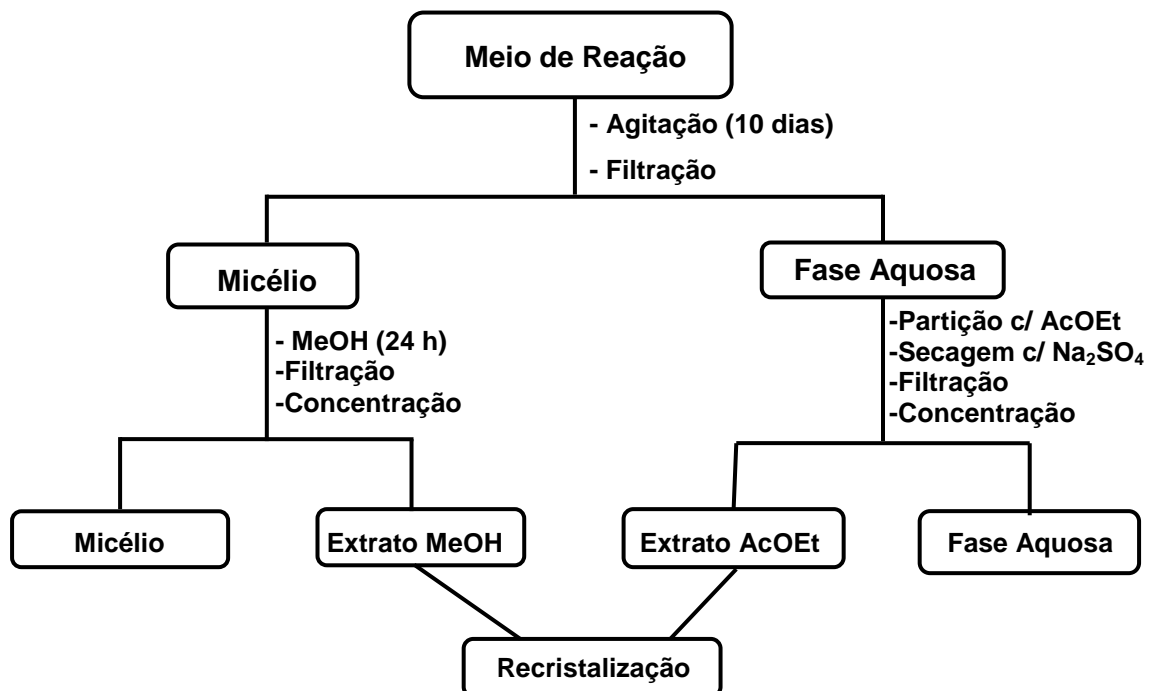 Meio de Reação
- Agitação (10 dias)
- Filtração
Micélio
Fase Aquosa
- MeOH (24 h)
-Filtração
-Concentração
-Partição c/ AcOEt
-Secagem c/ Na₂SO₄
-Filtração
-Concentração
Micélio
Extrato MeOH
Extrato AcOEt
Fase Aquosa
Recristalização